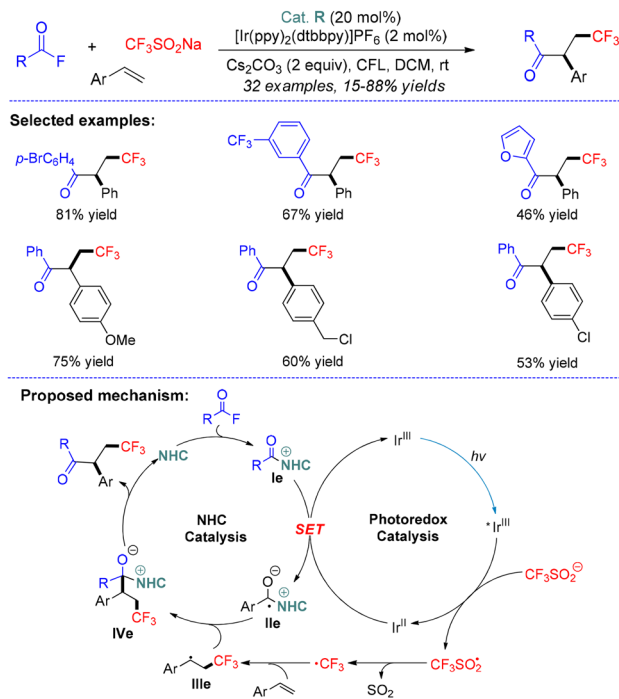 O
R
F
+
CF3SO2Na
Ar
Cat. R (20 mol%)
[Ir(ppy)2(dtbbpy)]PF6 (2 mol%)
Cs2CO3 (2 equiv), CFL, DCM, rt
32 examples, 15-88% yields
R
CF3
O
Ar
Selected examples:
p-BrC6H4
CF3
O
Ph
81% yield
CF3
CF3
O
Ph
67% yield
O
CF3
O
Ph
46% yield
Ph
CF3
O
OMe
75% yield
Ph
CF3
O
Cl
60% yield
Ph
CF3
O
Cl
53% yield
Proposed mechanism:
O
R
F
R
CF3
O
Ar
NHC
O
R
⊕
NHC
Ie
IrIII
hν
NHC
Catalysis
SET
Photoredox
Catalysis
*IrIII
⊖
O
R
⊕
NHC
Ar
CF3
IVe
⊖
O
Ar
•
⊕
NHC
IIe
IrII
CF3SO2⊖
Ar
•
CF3
IIIe
•CF3
CF3SO2•
Ar
SO2